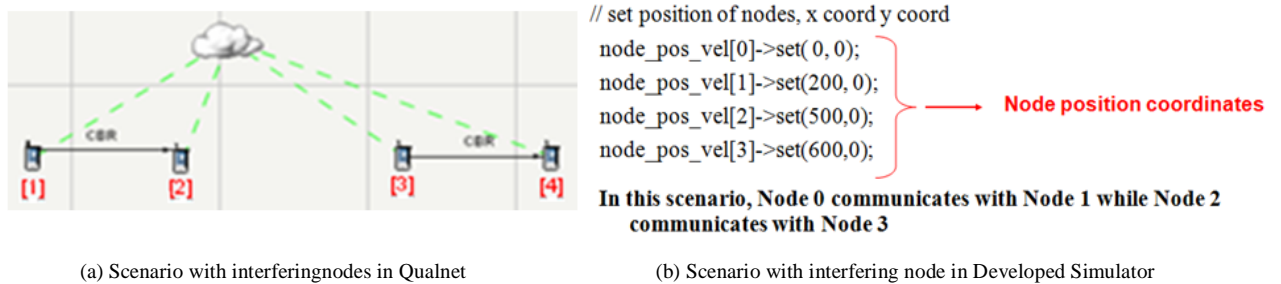 CBR
CBR
[1]
[2]
[3]
[4]
(a) Scenario with interferingnodes in Qualnet
// set position of nodes, x coord y coord
node_pos_vel[0]->set( 0, 0);
node_pos_vel[1]->set(200, 0);
node_pos_vel[2]->set(500,0);
node_pos_vel[3]->set(600,0);
Node position coordinates
In this scenario, Node 0 communicates with Node 1 while Node 2
communicates with Node 3
(b) Scenario with interfering node in Developed Simulator